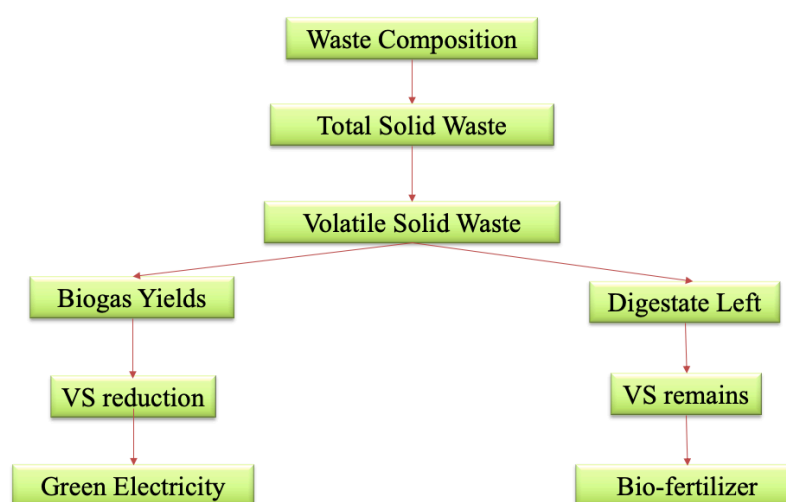 Waste Composition
Total Solid Waste
Volatile Solid Waste
Biogas Yields
Digestate Left
VS reduction
VS remains
Green Electricity
Bio-fertilizer